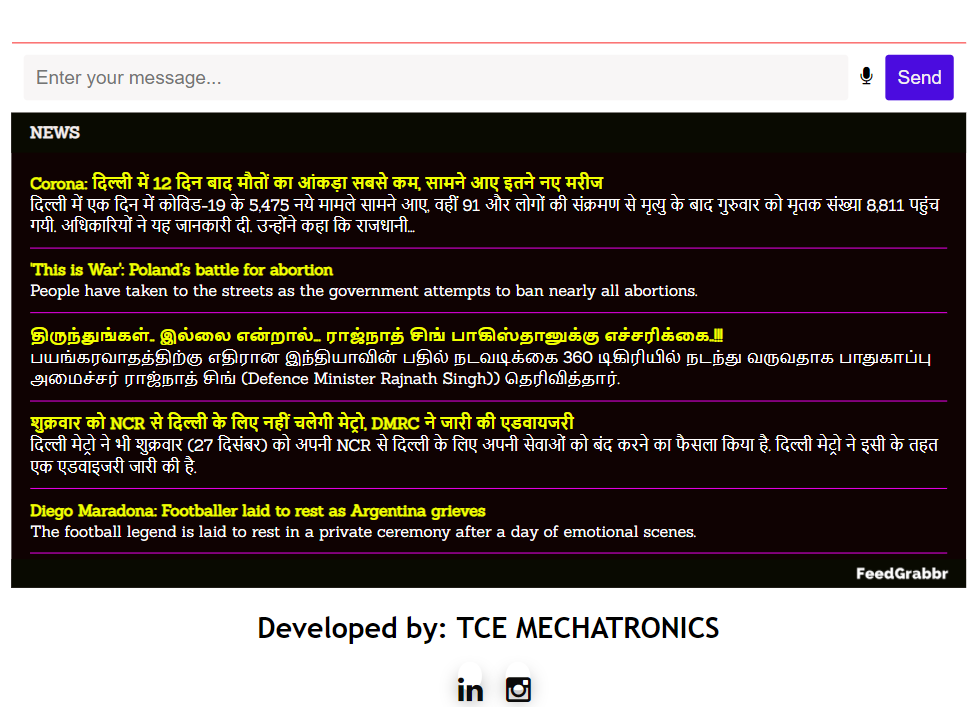 Enter your message...
Send
NEWS
Corona: दिल्ली में 12 दिन बाद मौतों का आंकड़ा सबसे कम, सामने आए इतने नए मरीज
दिल्ली में एक दिन में कोविड-19 के 5,475 नये मामले सामने आए, वहीं 91 और लोगों की संक्रमण से मृत्यु के बाद गुरुवार को मृतक संख्या 8,811 पहुंच
गयी. अधिकारियों ने यह जानकारी दी. उन्होंने कहा कि राजधानी...
'This is War': Poland's battle for abortion
People have taken to the streets as the government attempts to ban nearly all abortions.
திருந்துங்கள்.. இல்லை என்றால்... ராஜ்நாத் சிங் பாகிஸ்தானுக்கு எச்சரிக்கை..!!!
பயங்கரவாதத்திற்கு எதிரான இந்தியாவின் பதில் நடவடிக்கை 360 டிகிரியில் நடந்து வருவதாக பாதுகாப்பு
அமைச்சர் ராஜ்நாத் சிங் (Defence Minister Rajnath Singh)) தெரிவித்தார்.
शुक्रवार को NCR से दिल्ली के लिए नहीं चलेगी मेट्रो, DMRC ने जारी की एडवायजरी
दिल्ली मेट्रो ने भी शुक्रवार (27 दिसंबर) को अपनी NCR से दिल्ली के लिए अपनी सेवाओं को बंद करने का फैसला किया है. दिल्ली मेट्रो ने इसी के तहत
एक एडवाइजरी जारी की है.
Diego Maradona: Footballer laid to rest as Argentina grieves
The football legend is laid to rest in a private ceremony after a day of emotional scenes.
FeedGrabbr
Developed by: TCE MECHATRONICS
in